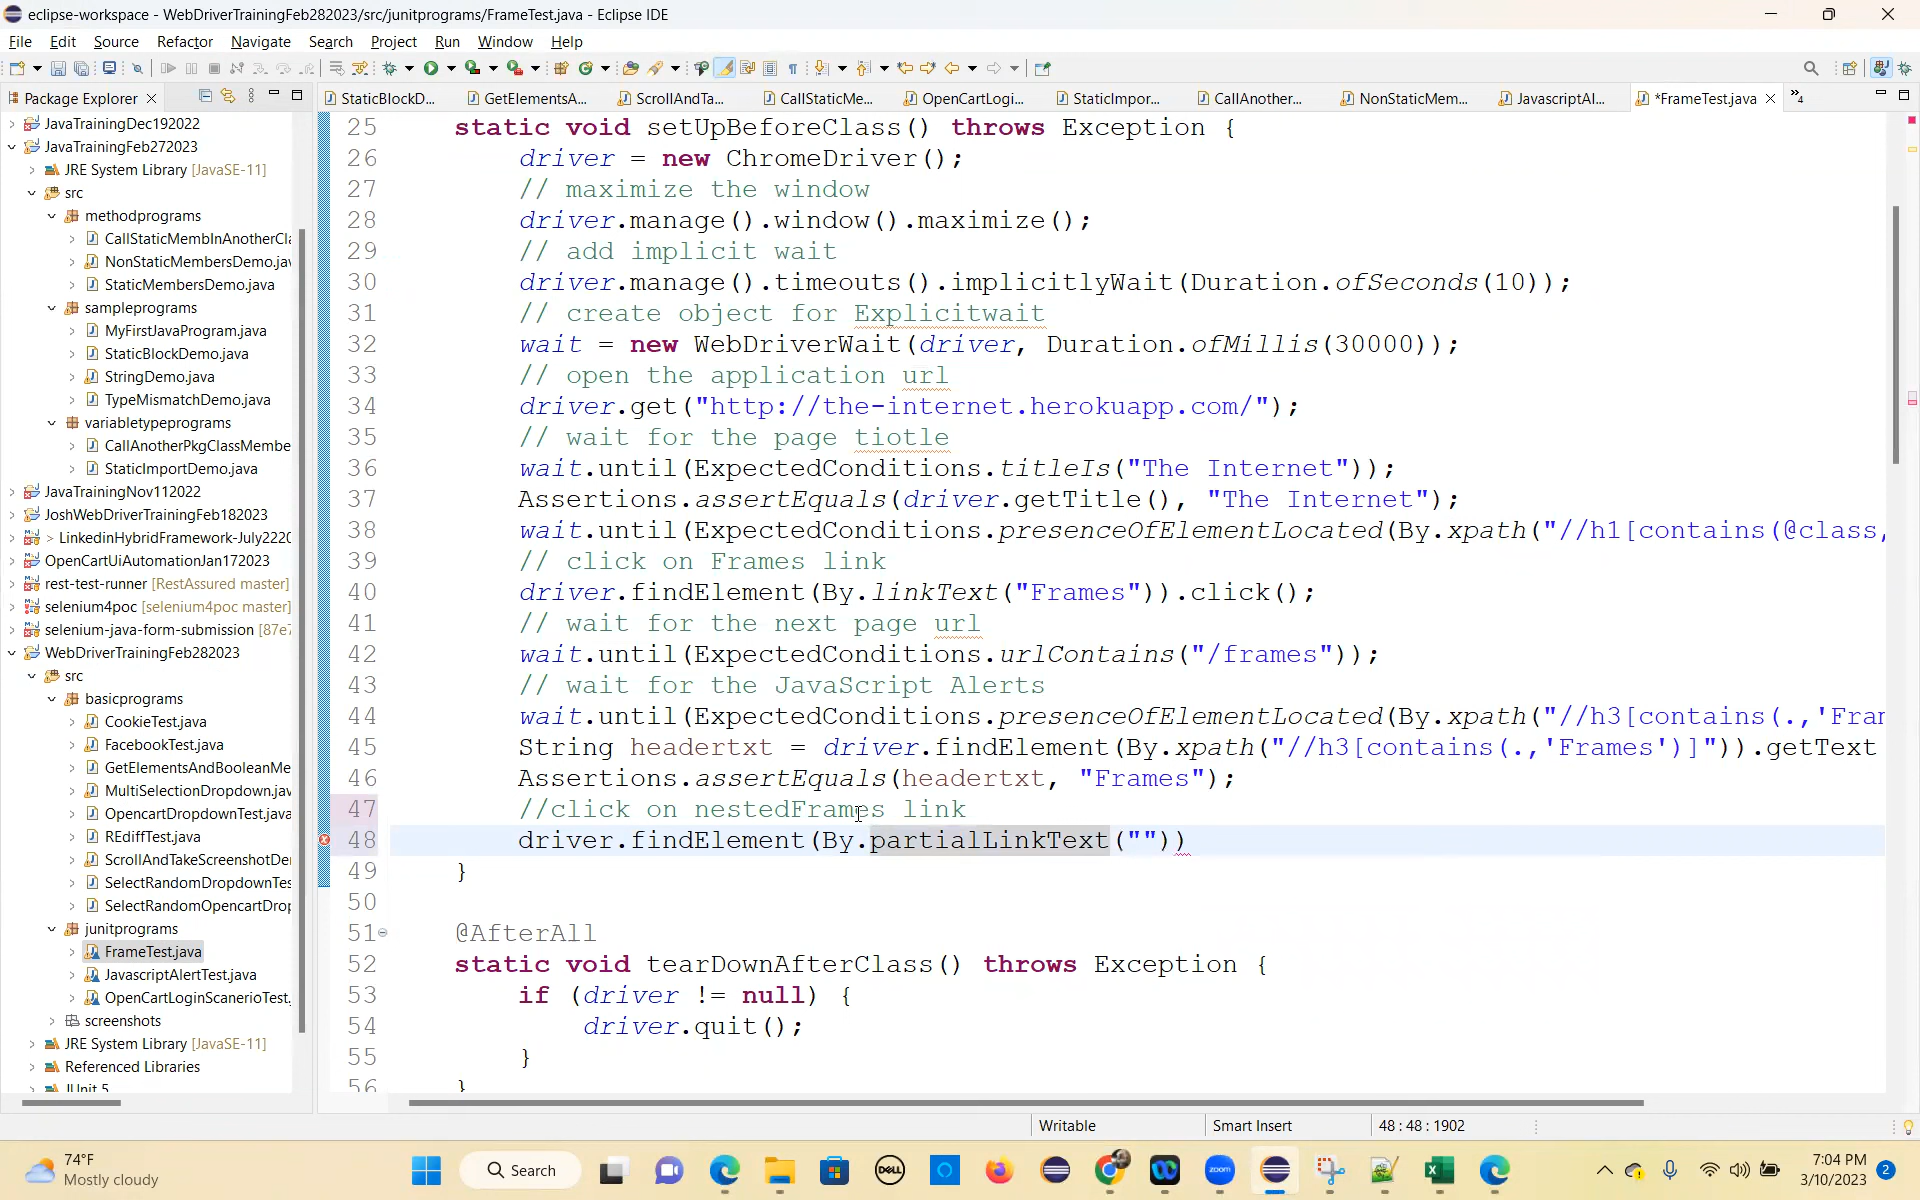 eclipse-workspace - WebDriverTrainingFeb282023/src/junitprograms/FrameTest.java - Eclipse IDE
File Edit Source Refactor Navigate Search Project Run Window Help
Package Explorer
StaticBlockD... GetElementsA... ScrollAndTa... CallStaticMe... OpenCartLogi... StaticImpor... CallAnother... NonStaticMem... JavascriptAl... *FrameTest.java 4
JavaTrainingDec192022
JavaTrainingFeb272023
JRE System Library [JavaSE-11]
src
methodprograms
CallStaticMembInAnotherCla
NonStaticMembersDemo.jav
StaticMembersDemo.java
sampleprograms
MyFirstJavaProgram.java
StaticBlockDemo.java
StringDemo.java
TypeMismatchDemo.java
variabletypeprograms
CallAnotherPkgClassMembe
StaticImportDemo.java
JavaTrainingNov112022
JoshWebDriverTrainingFeb182023
> LinkedinHybridFramework-July2220
OpenCartUiAutomationJan172023
rest-test-runner [RestAssured master]
selenium4poc [selenium4poc master]
selenium-java-form-submission [87e7
WebDriverTrainingFeb282023
src
basicprograms
CookieTest.java
FacebookTest.java
GetElementsAndBooleanMe
MultiSelectionDropdown.jav
OpencartDropdownTest.java
REdiffTest.java
ScrollAndTakeScreenshotDe
SelectRandomDropdownTes
SelectRandomOpencartDrop
junitprograms
FrameTest.java
JavascriptAlertTest.java
OpenCartLoginScanerioTest.
screenshots
JRE System Library [JavaSE-11]
Referenced Libraries
JUnit 5
25 static void setUpBeforeClass() throws Exception {
26 driver = new ChromeDriver();
27 // maximize the window
28 driver.manage().window().maximize();
29 // add implicit wait
30 driver.manage().timeouts().implicitlyWait(Duration.ofSeconds(10));
31 // create object for Explicitwait
32 wait = new WebDriverWait(driver, Duration.ofMillis(30000));
33 // open the application url
34 driver.get("http://the-internet.herokuapp.com/");
35 // wait for the page tiotle
36 wait.until(ExpectedConditions.titleIs("The Internet"));
37 Assertions.assertEquals(driver.getTitle(), "The Internet");
38 wait.until(ExpectedConditions.presenceOfElementLocated(By.xpath("//h1[contains(@class,
39 // click on Frames link
40 driver.findElement(By.linkText("Frames")).click();
41 // wait for the next page url
42 wait.until(ExpectedConditions.urlContains("/frames"));
43 // wait for the JavaScript Alerts
44 wait.until(ExpectedConditions.presenceOfElementLocated(By.xpath("//h3[contains(.,'Fram
45 String headertxt = driver.findElement(By.xpath("//h3[contains(.,'Frames')]")).getText
46 Assertions.assertEquals(headertxt, "Frames");
47 //click on nestedFrames link
48 driver.findElement(By.partialLinkText(""))
49 }
50
51 @AfterAll
52 static void tearDownAfterClass() throws Exception {
53 if (driver != null) {
54 driver.quit();
55 }
56 }
Writable Smart Insert 48 : 48 : 1902
74°F
Mostly cloudy
Search
DELL
zoom
7:04 PM
3/10/2023
2